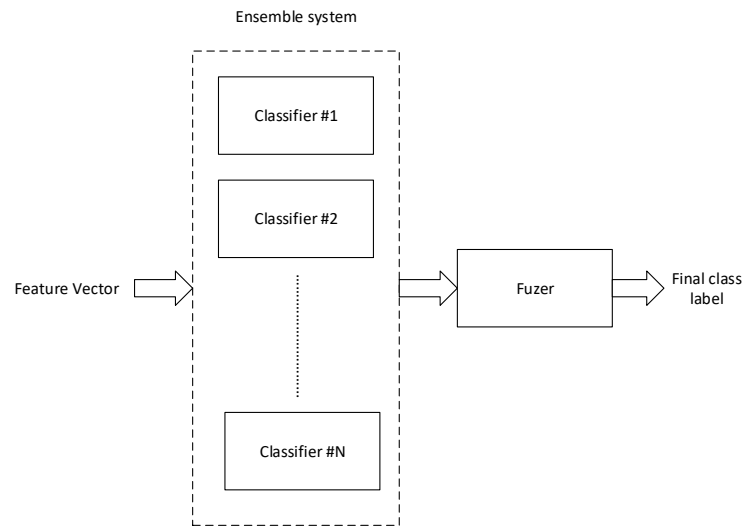 Ensemble system
Classifier #1
Classifier #2
Feature Vector
Fuzer
Final class
label
Classifier #N